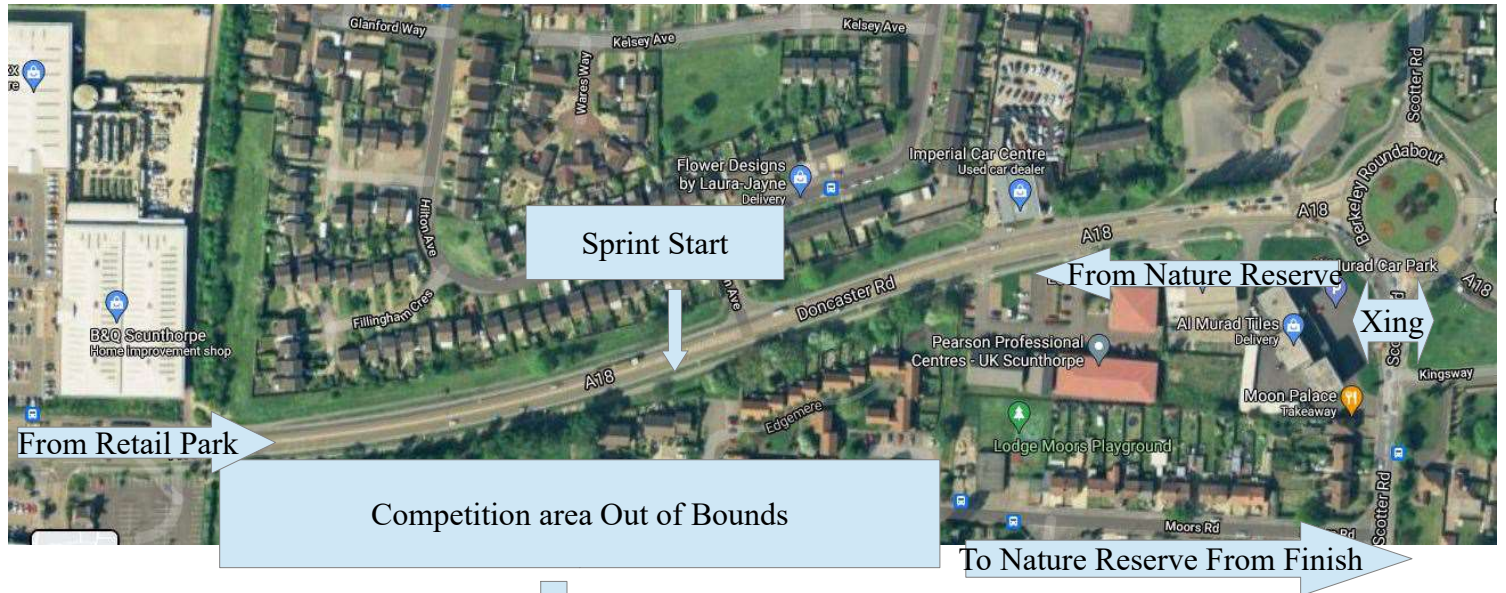 Glanford Way
Kelsey Ave
Kelsey Ave
Scotter Rd
Wares Way
Berkeley Roundabout
Imperial Car Centre
Used car dealer
Flower Designs
by Laura-Jayne
Delivery
Hilton Ave
Sprint Start
A18
A18
From Nature Reserve
Murad Car Park
A18
Doncaster Rd
Ave
Fillingham Cres
B&Q Scunthorpe
Home improvement shop
Al Murad Tiles
Delivery
Xing
Pearson Professional
Centres - UK Scunthorpe
A18
Kingsway
Moon Palace
Takeaway
Edgemere
From Retail Park
Lodge Moors Playground
Competition area Out of Bounds
Scotter Rd
Moors Rd
Rd
To Nature Reserve From Finish